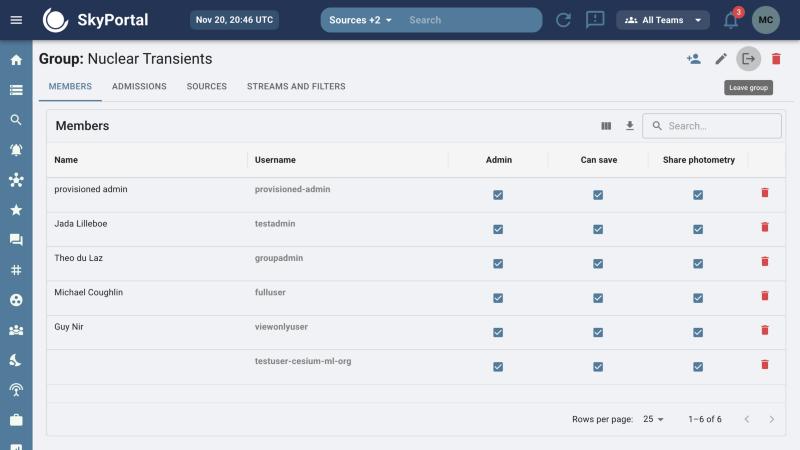 SkyPortal
Nov 20, 20:46 UTC
Sources +2
Search
All Teams
3
MC
Group: Nuclear Transients
Leave group
MEMBERS
ADMISSIONS
SOURCES
STREAMS AND FILTERS
Members
Search...
Name Username Admin Can save Share photometry
provisioned admin provisioned-admin
Jada Lilleboe testadmin
Theo du Laz groupadmin
Michael Coughlin fulluser
Guy Nir viewonlyuser
testuser-cesium-ml-org
Rows per page: 25 1–6 of 6